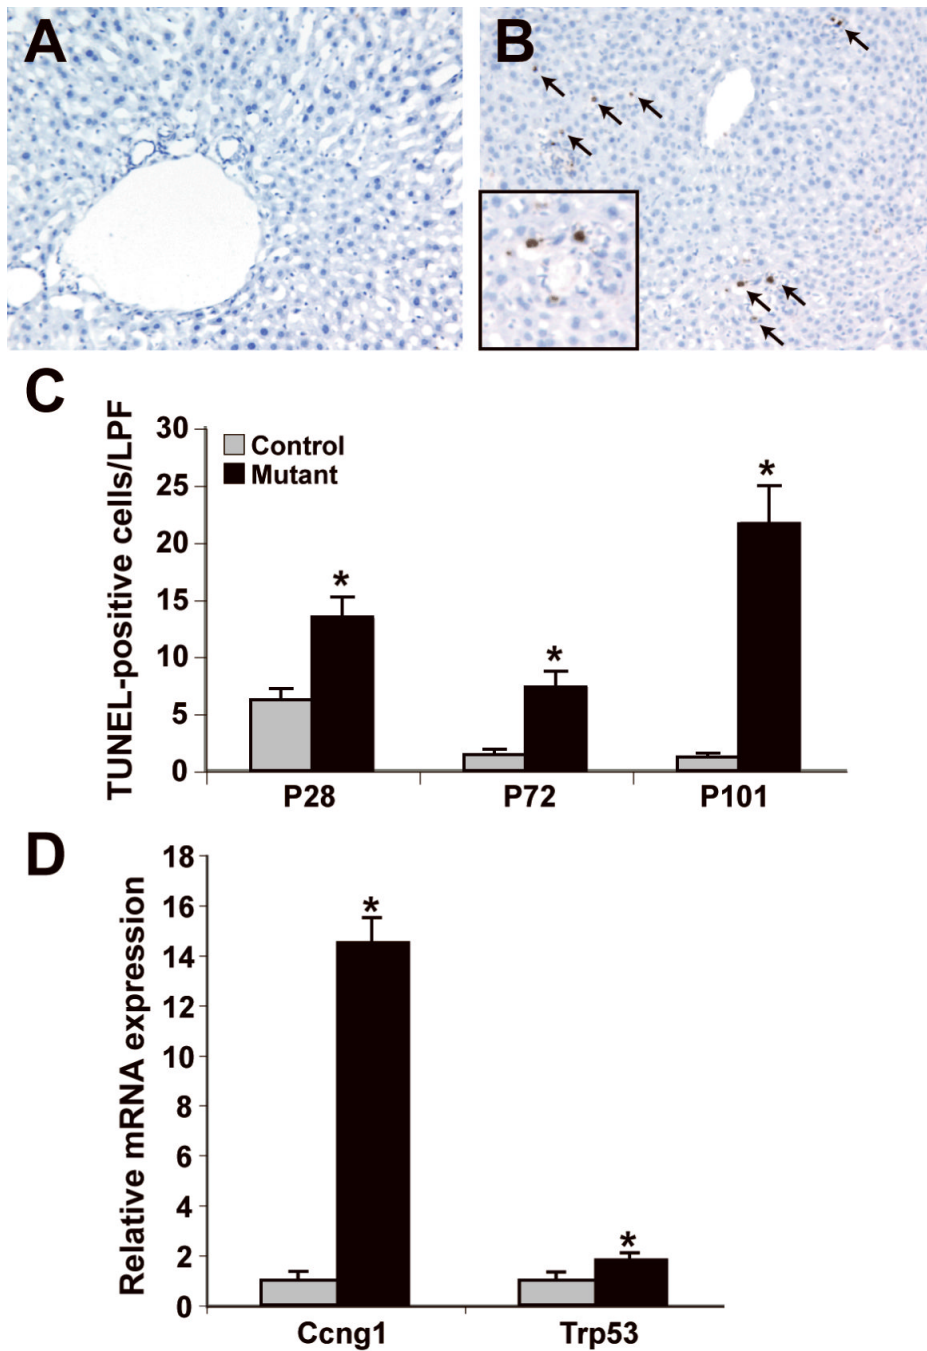 A
B
C
TUNEL-positive cells/LPF
30
25
20
15
10
5
0
Control
Mutant
*
*
*
P28
P72
P101
D
Relative mRNA expression
18
16
14
12
10
8
6
4
2
0
*
*
Ccng1
Trp53